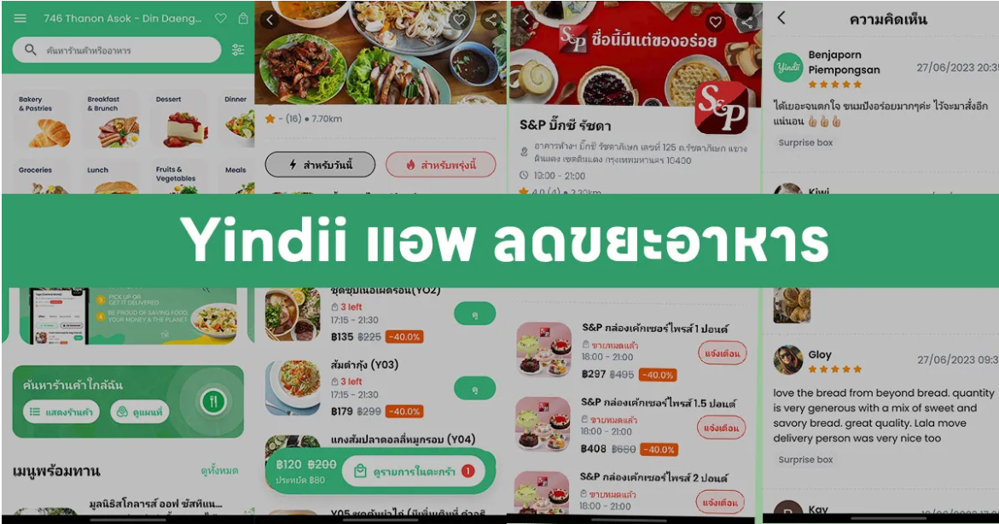 746 Thanon Asok - Din Daeng...
ค้นหาร้านค้าหรืออาหาร
Bakery
& Pastries
Breakfast
& Brunch
Dessert
Dinner
Groceries
Lunch
Fruits &
Vegetables
Meals
- (16) • 7.70km
สำหรับวันนี้
สำหรับพรุ่งนี้
S&P
ชื่อนี้มีแต่ของอร่อย
S&P
S&P บิ๊กซี รัชดา
อาคารห้างฯ บิ๊กซี รัชดาภิเษก เลขที่ 125 ถ.รัชดาภิเษก แขวง
ดินแดง เขตดินแดง กรุงเทพมหานคร 10400
19:00 - 21:00
4.0 (4) • 2.20km
ความคิดเห็น
Yindii
Benjaporn
Piempongsan
27/06/2023 20:35
ได้เยอะจนตกใจ ขนมปังอร่อยมากๆค่ะ ไว้จะมาสั่งอีก
แน่นอน
Surprise box
Kiwi
Yindii แอพ ลดขยะอาหาร
3 PICK UP OR
GET IT DELIVERED
4 BE PROUD OF SAVING FOOD,
YOUR MONEY & THE PLANET
ค้นหาร้านค้าใกล้ฉัน
แสดงร้านค้า
ดูแผนที่
เมนูพร้อมทาน
ดูทั้งหมด
มูลนิธิสโกลารส์ ออฟ ซัสทีแน...
(Y02)
3 left
17:15 - 21:30
฿135 ฿225 -40.0%
ดู
ส้มตำกุ้ง (Y03)
3 left
17:15 - 21:30
฿179 ฿299 -40.0%
ดู
แกงส้มปลาดอลลี่หมูกรอบ (Y04)
฿120 ฿200
ประหยัด ฿80
ดูรายการในตะกร้า
1
S&P กล่องเค้กเซอร์ไพรส์ 1 ปอนด์
ขายหมดแล้ว
18:00 - 21:00
฿297 ฿495 -40.0%
แจ้งเตือน
S&P กล่องเค้กเซอร์ไพรส์ 1.5 ปอนด์
ขายหมดแล้ว
18:00 - 21:00
฿408 ฿680 -40.0%
แจ้งเตือน
S&P กล่องเค้กเซอร์ไพรส์ 2 ปอนด์
ขายหมดแล้ว
18:00 - 21:00
แจ้งเตือน
Gloy
27/06/2023 09:3
love the bread from beyond bread. quantity
is very generous with a mix of sweet and
savory bread. great quality. Lala move
delivery person was very nice too
Surprise box
Kay